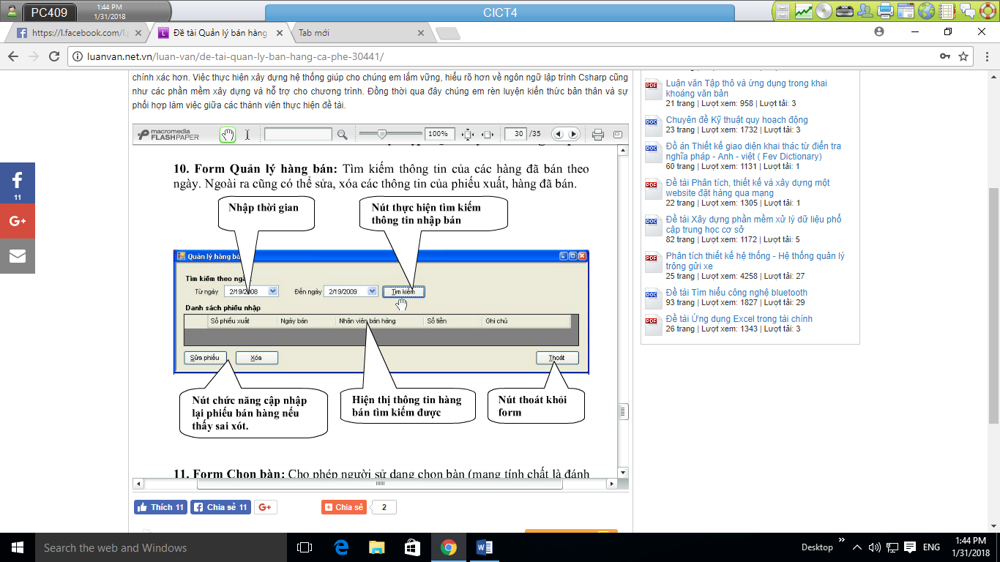 PC409
1:44 PM
1/31/2018
CICT4
https://l.facebook.com/l.p
Đề tài Quản lý bán hàng
Tab mới
https://luanvan.net.vn/luan-van/de-tai-quan-ly-ban-hang-ca-phe-30441/
chính xác hơn. Việc thực hiện xây dựng hệ thống giúp cho chúng em lắm vững, hiểu rõ hơn về ngôn ngữ lập trình Csharp cũng
như các phần mềm xây dựng và hỗ trợ cho chương trình. Đồng thời qua đây chúng em rèn luyện kiến thức bản thân và sự
phối hợp làm việc giữa các thành viên thực hiện đề tài.
macromedia
FLASHPAPER
100%
30 /35
10. Form Quản lý hàng bán: Tìm kiếm thông tin của các hàng đã bán theo
ngày. Ngoài ra cũng có thể sửa, xóa các thông tin của phiếu xuất, hàng đã bán.
Nhập thời gian
Nút thực hiện tìm kiếm
thông tin nhập bán
Quản lý hàng bá
Tìm kiếm theo ngà
Từ ngày
2/19/2008
Đến ngày
2/19/2009
Tìm kiếm
Danh sách phiếu nhập
Số phiếu xuất
Ngày bán
Nhân viên bán hàng
Số tiền
Ghi chú
Sửa phiếu
Xóa
Thoát
Nút chức năng cập nhập
lại phiếu bán hàng nếu
thấy sai xót.
Hiện thị thông tin hàng
bán tìm kiếm được
Nút thoát khỏi
form
11. Form Chọn bàn: Cho phép người sử dạng chọn bàn (mang tính chất là đánh
Thích 11
Chia sẻ 11
G+
Chia sẻ
2
11
G+
Luận văn Tập thô và ứng dụng trong khai
khoáng văn bản
21 trang | Lượt xem: 958 | Lượt tải: 3
Chuyên đề Kỹ thuật quy hoạch động
23 trang | Lượt xem: 1732 | Lượt tải: 3
Đồ án Thiết kế giao diện khai thác từ điển tra
nghĩa pháp - Anh - việt ( Fev Dictionary)
60 trang | Lượt xem: 1131 | Lượt tải: 1
Đề tài Phân tích, thiết kế và xây dựng một
website đặt hàng qua mạng
22 trang | Lượt xem: 1305 | Lượt tải: 1
Đề tài Xây dựng phần mềm xử lý dữ liệu phổ
cập trung học cơ sở
82 trang | Lượt xem: 1172 | Lượt tải: 5
Phân tích thiết kế hệ thống - Hệ thống quản lý
trông gửi xe
25 trang | Lượt xem: 4258 | Lượt tải: 27
Đề tài Tìm hiểu công nghệ bluetooth
93 trang | Lượt xem: 1827 | Lượt tải: 29
Đề tài Ứng dụng Excel trong tài chính
26 trang | Lượt xem: 1343 | Lượt tải: 3
PDF
DOC
DOC
PDF
DOC
PDF
DOC
PDF
Search the web and Windows
Desktop
ENG
1:44 PM
1/31/2018